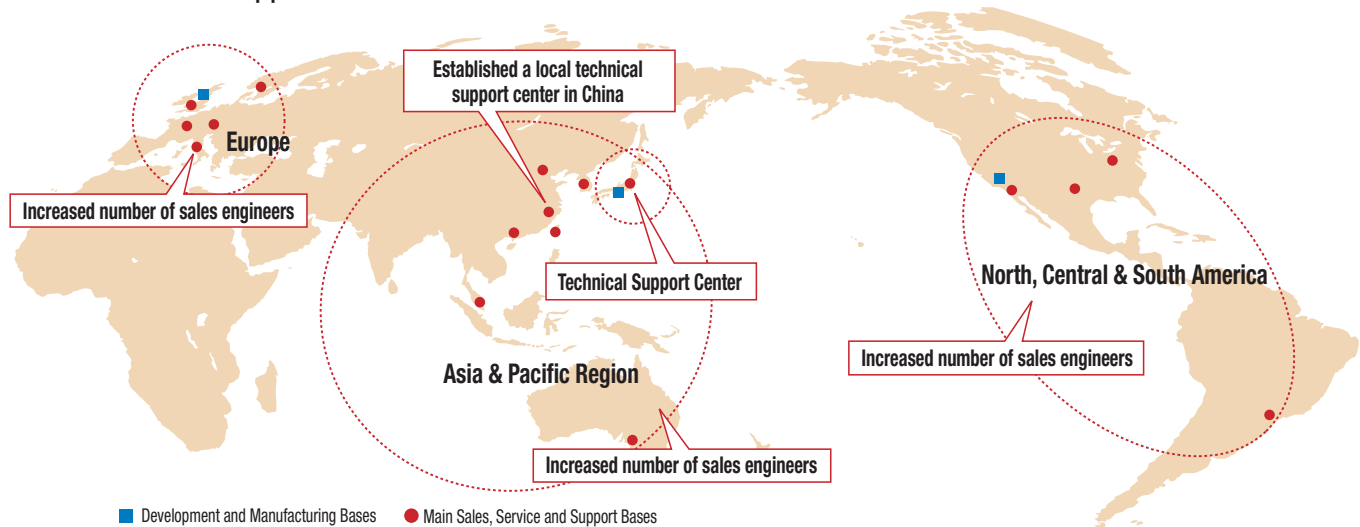 Established a local technical
support center in China
Europe
Increased number of sales engineers
Technical Support Center
North, Central & South America
Increased number of sales engineers
Asia & Pacific Region
Increased number of sales engineers
Development and Manufacturing Bases
Main Sales, Service and Support Bases